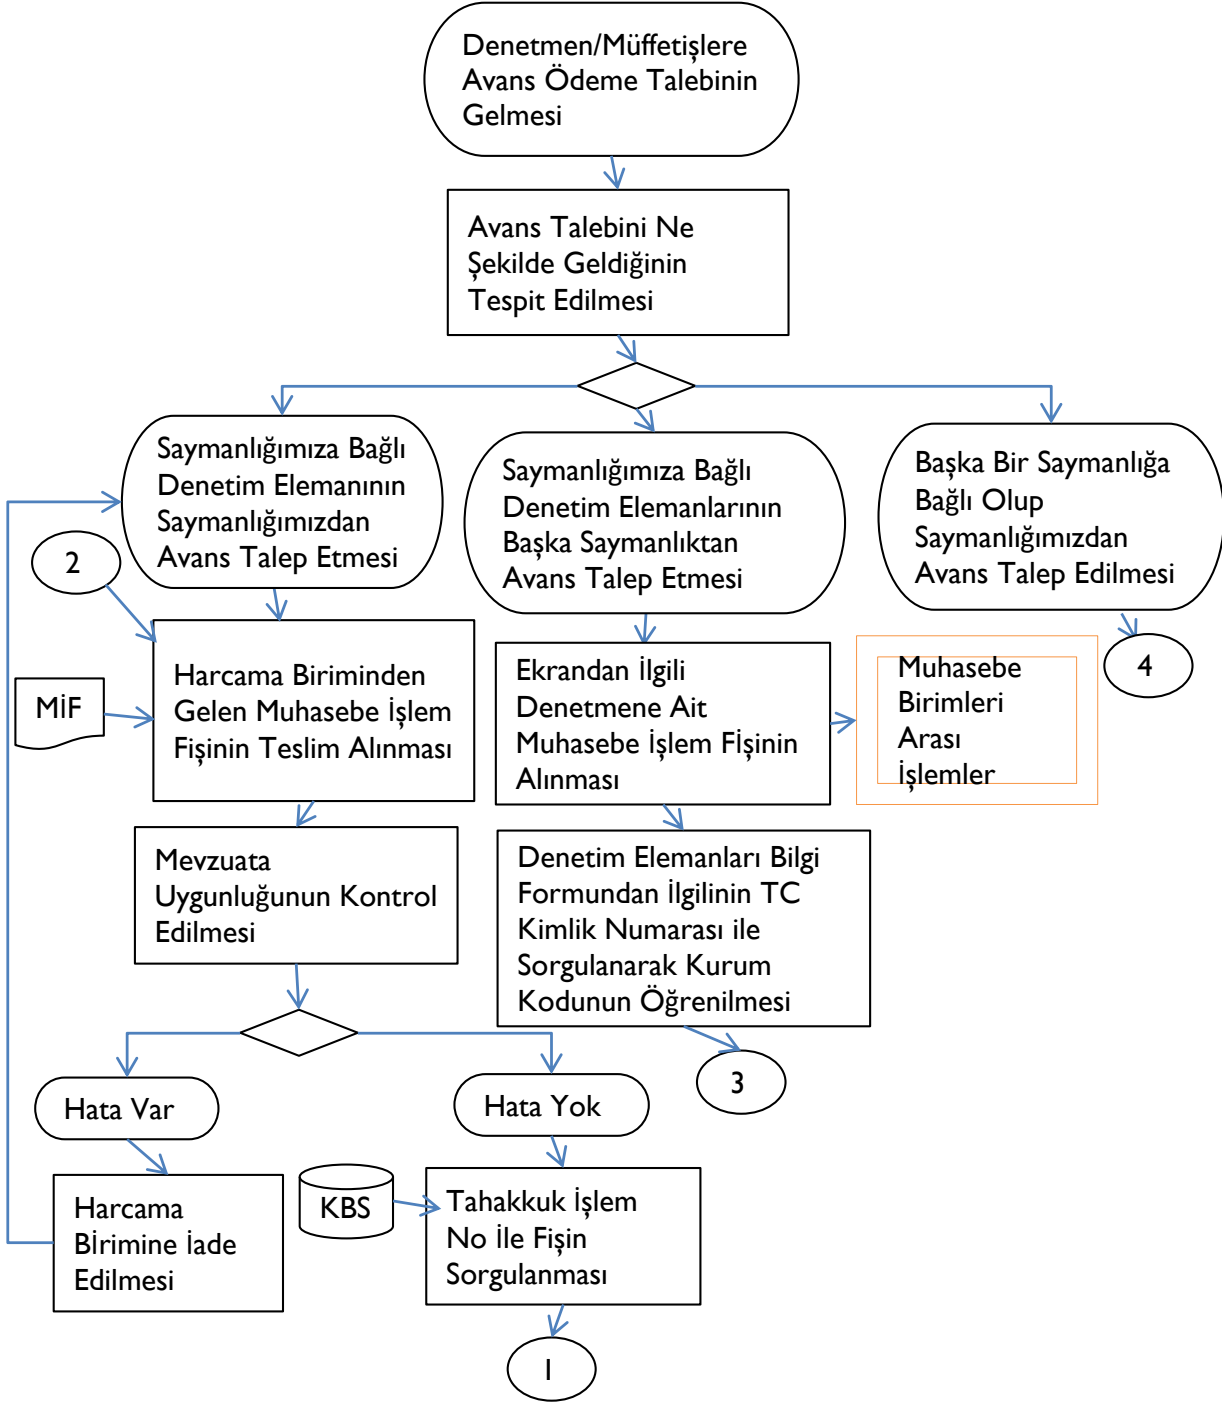 Denetmen/Müffetişlere
Avans Ödeme Talebinin
Gelmesi
Avans Talebini Ne
Şekilde Geldiğinin
Tespit Edilmesi
Saymanlığımıza Bağlı
Denetim Elemanının
Saymanlığımızdan
Avans Talep Etmesi
Saymanlığımıza Bağlı
Denetim Elemanlarının
Başka Saymanlıktan
Avans Talep Etmesi
Başka Bir Saymanlığa
Bağlı Olup
Saymanlığımızdan
Avans Talep Edilmesi
2
MİF
Harcama Biriminden
Gelen Muhasebe İşlem
Fişinin Teslim Alınması
Ekrandan İlgili
Denetmene Ait
Muhasebe İşlem Fİşinin
Alınması
Muhasebe
Birimleri
Arası
İşlemler
4
Mevzuata
Uygunluğunun Kontrol
Edilmesi
Denetim Elemanları Bilgi
Formundan İlgilinin TC
Kimlik Numarası ile
Sorgulanarak Kurum
Kodunun Öğrenilmesi
3
Hata Var
Hata Yok
Harcama
Bİrimine İade
Edilmesi
KBS
Tahakkuk İşlem
No İle Fişin
Sorgulanması
1